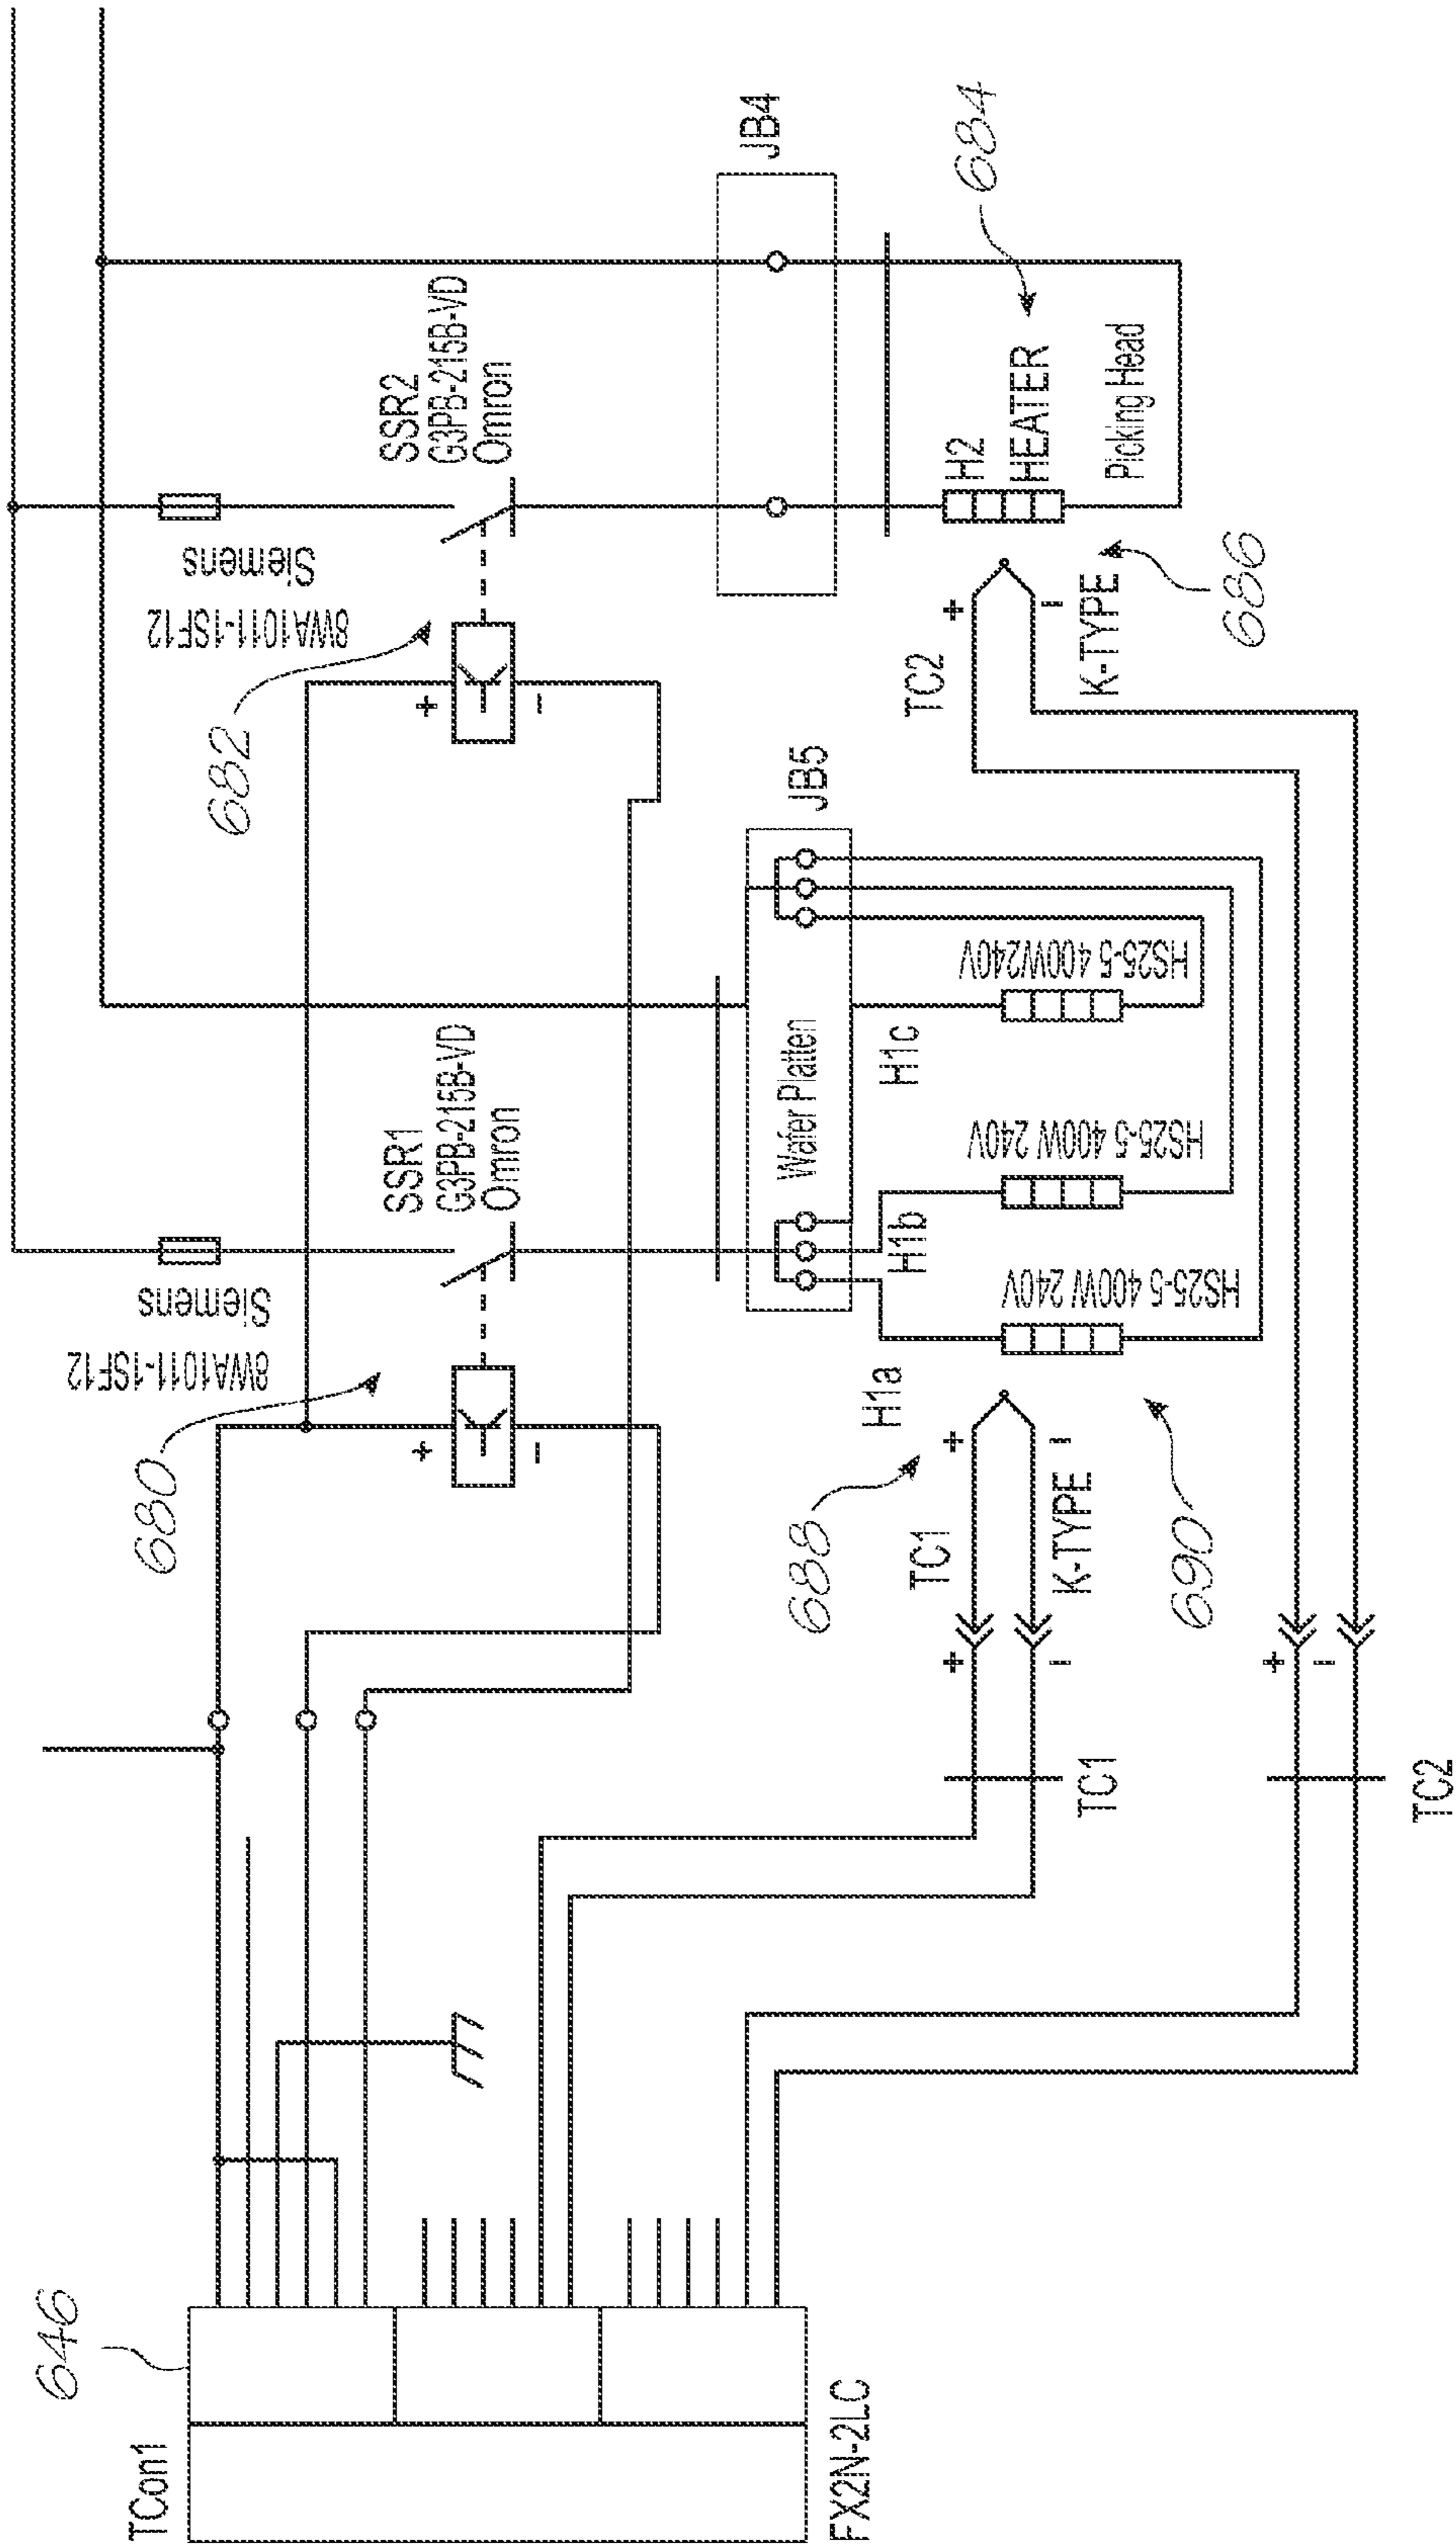 TCon1
646
FX2N-2LC
680
8WA1011-1SF12
Siemens
SSR1
G3PB-215B-VD
Omron
+
−
682
8WA1011-1SF12
Siemens
SSR2
G3PB-215B-VD
Omron
+
−
JB4
684
H2
HEATER
Picking Head
686
TC2
+
−
K-TYPE
JB5
Wafer Platten
H1a
H1b
H1c
HS25-5 400W 240V
HS25-5 400W 240V
HS25-5 400W240V
688
TC1
+
−
K-TYPE
690
+
−
TC1
+
−
TC2